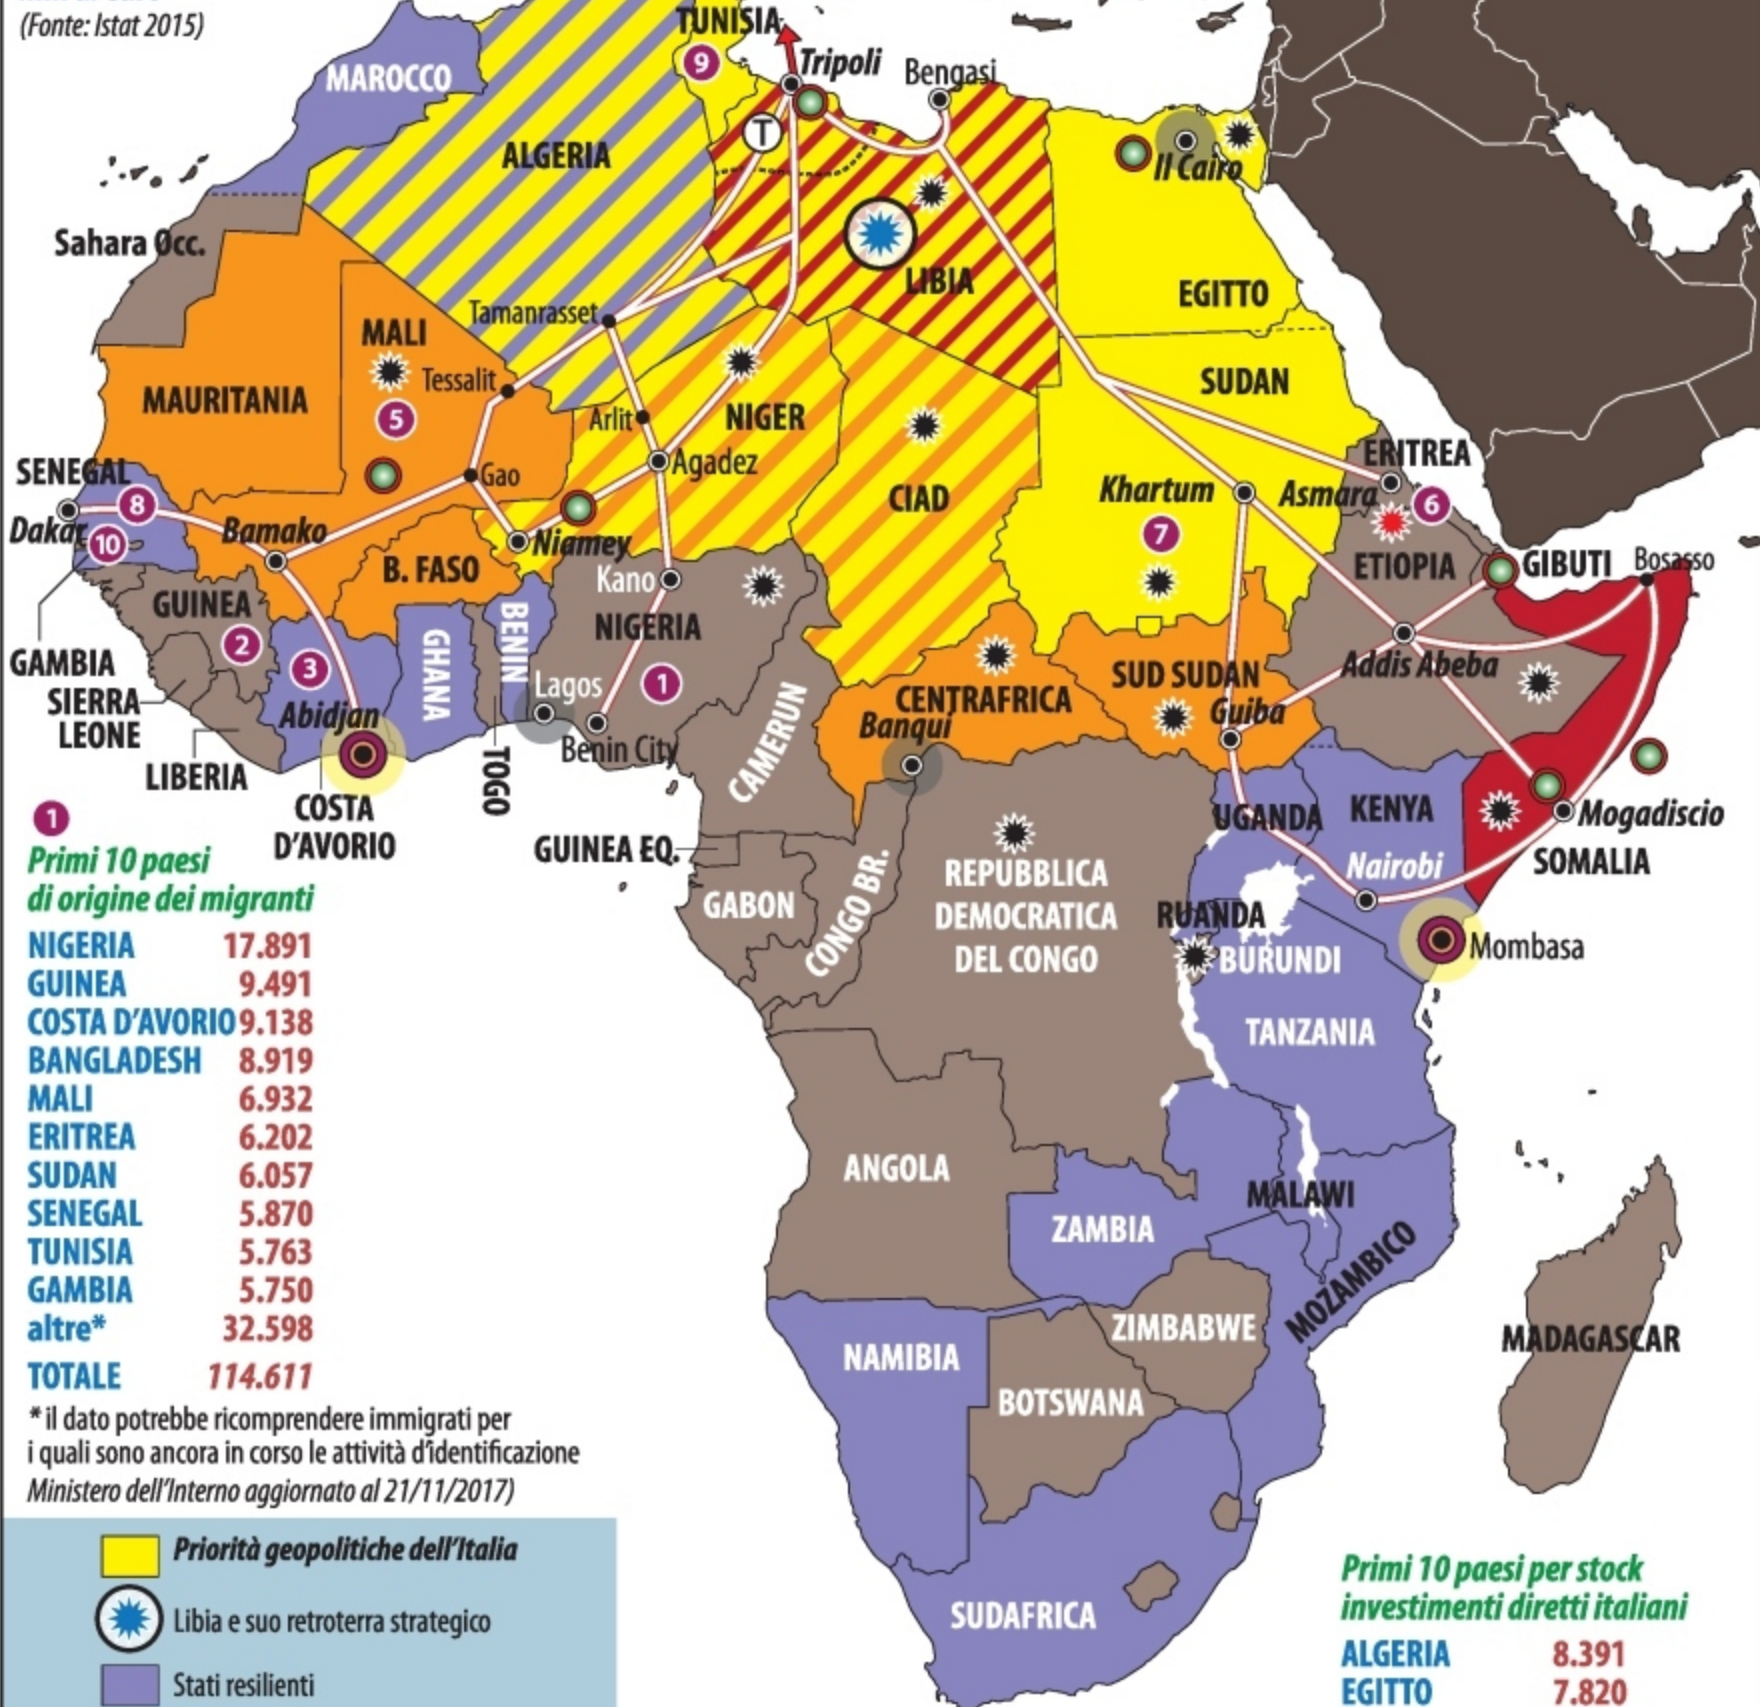 (Fonte: Istat 2015)
TUNISIA
9
Tripoli
Bengasi
MAROCCO
T
ALGERIA
Il Cairo
Sahara Occ.
LIBIA
EGITTO
Tamanrasset
MALI
Tessalit
SUDAN
MAURITANIA
5
Arlit
NIGER
ERITREA
SENEGAL
Gao
Agadez
CIAD
Khartum
Asmara
6
8
Dakar
10
Bamako
Niamey
7
B. FASO
Kano
ETIOPIA
GIBUTI
Bosasso
GUINEA
BENIN
NIGERIA
2
GHANA
GAMBIA
3
Lagos
1
SUD SUDAN
Addis Abeba
SIERRA
LEONE
Abidjan
CENTRAFRICA
Banqui
Guiba
Benin City
CAMERUN
LIBERIA
TOGO
COSTA
D'AVORIO
UGANDA
KENYA
Mogadiscio
GUINEA EQ.
SOMALIA
Nairobi
GABON
CONGO BR.
REPUBBLICA
DEMOCRATICA
DEL CONGO
RUANDA
BURUNDI
Mombasa
TANZANIA
ANGOLA
MALAWI
ZAMBIA
MOZAMBICO
ZIMBABWE
MADAGASCAR
NAMIBIA
BOTSWANA
SUDAFRICA
1
Primi 10 paesi
di origine dei migranti
NIGERIA 17.891
GUINEA 9.491
COSTA D'AVORIO 9.138
BANGLADESH 8.919
MALI 6.932
ERITREA 6.202
SUDAN 6.057
SENEGAL 5.870
TUNISIA 5.763
GAMBIA 5.750
altre* 32.598
TOTALE 114.611
* il dato potrebbe ricomprendere immigrati per
i quali sono ancora in corso le attività d'identificazione
Ministero dell'Interno aggiornato al 21/11/2017)
Priorità geopolitiche dell'Italia
Libia e suo retroterra strategico
Stati resilienti
Primi 10 paesi per stock
investimenti diretti italiani
ALGERIA 8.391
EGITTO 7.820